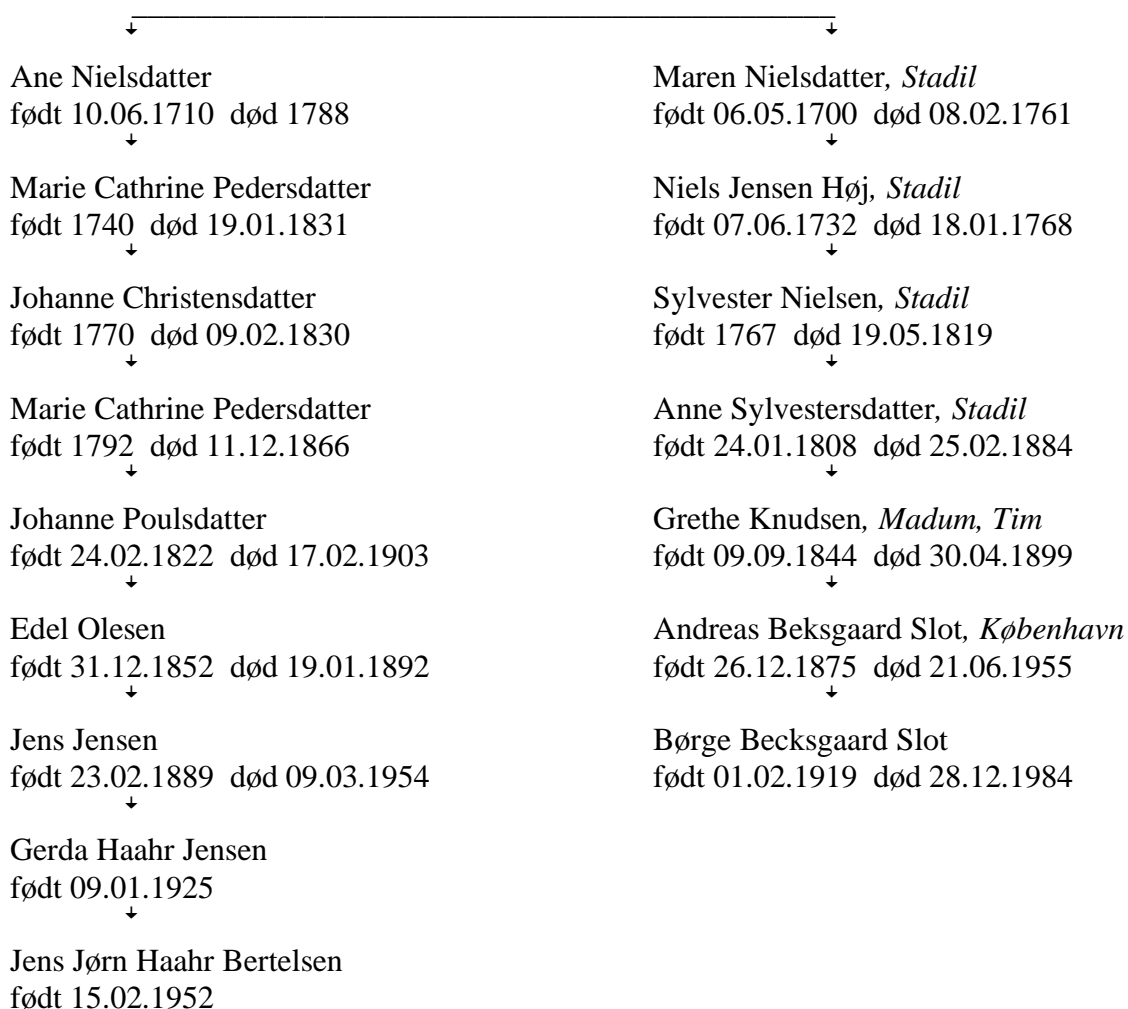 Ane Nielsdatter
født 10.06.1710 død 1788
Marie Cathrine Pedersdatter
født 1740 død 19.01.1831
Johanne Christensdatter
født 1770 død 09.02.1830
Marie Cathrine Pedersdatter
født 1792 død 11.12.1866
Johanne Poulsdatter
født 24.02.1822 død 17.02.1903
Edel Olesen
født 31.12.1852 død 19.01.1892
Jens Jensen
født 23.02.1889 død 09.03.1954
Gerda Haahr Jensen
født 09.01.1925
Jens Jørn Haahr Bertelsen
født 15.02.1952
Maren Nielsdatter, Stadil
født 06.05.1700 død 08.02.1761
Niels Jensen Høj, Stadil
født 07.06.1732 død 18.01.1768
Sylvester Nielsen, Stadil
født 1767 død 19.05.1819
Anne Sylvestersdatter, Stadil
født 24.01.1808 død 25.02.1884
Grethe Knudsen, Madum, Tim
født 09.09.1844 død 30.04.1899
Andreas Beksgaard Slot, København
født 26.12.1875 død 21.06.1955
Børge Becksgaard Slot
født 01.02.1919 død 28.12.1984